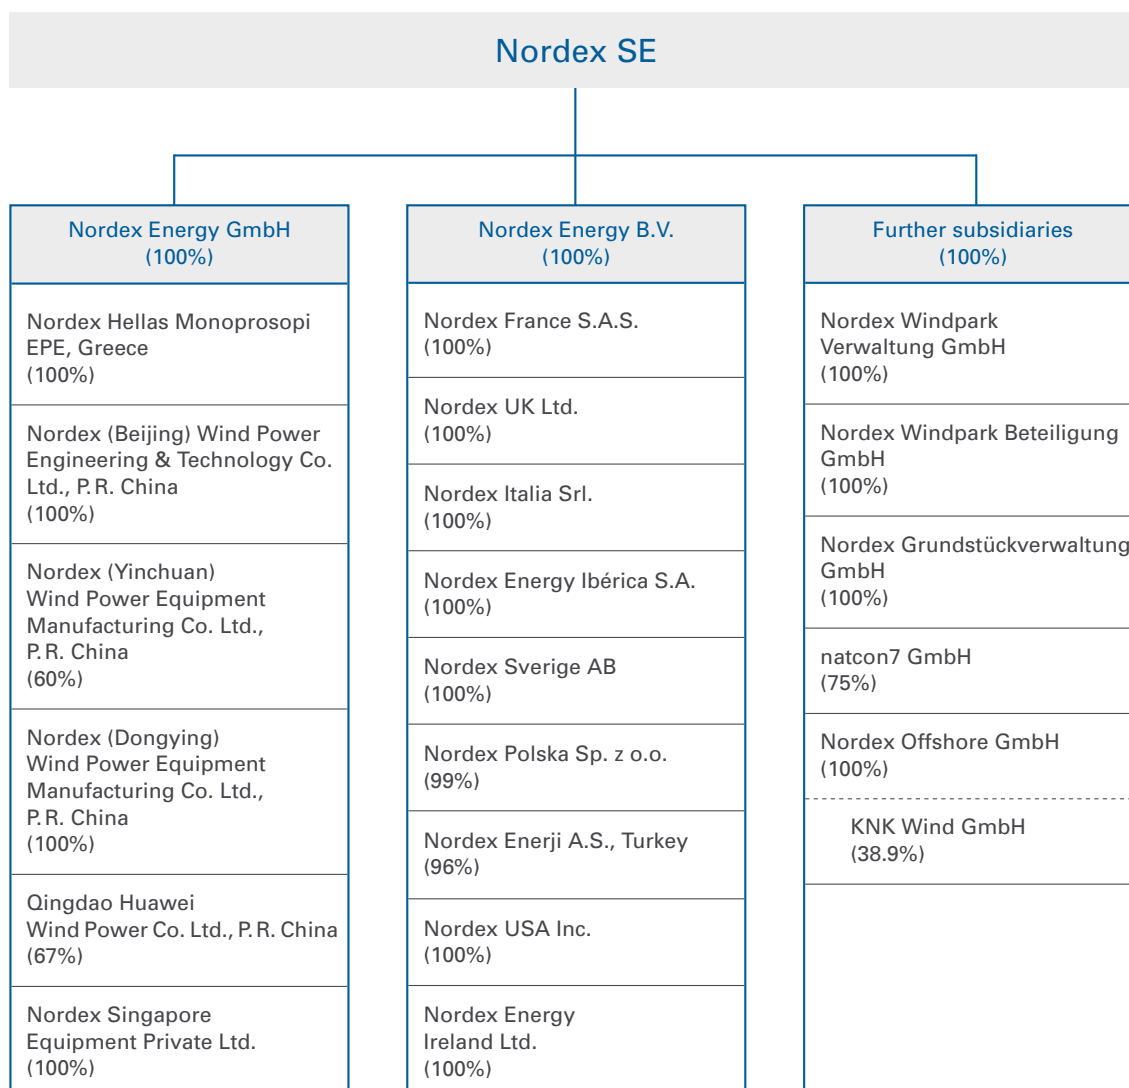 Nordex SE
Nordex Energy GmbH
(100%)
Nordex Hellas Monoprosopi
EPE, Greece
(100%)
Nordex (Beijing) Wind Power
Engineering & Technology Co.
Ltd., P.R. China
(100%)
Nordex (Yinchuan)
Wind Power Equipment
Manufacturing Co. Ltd.,
P.R. China
(60%)
Nordex (Dongying)
Wind Power Equipment
Manufacturing Co. Ltd.,
P.R. China
(100%)
Qingdao Huawei
Wind Power Co. Ltd., P.R. China
(67%)
Nordex Singapore
Equipment Private Ltd.
(100%)
Nordex Energy B.V.
(100%)
Nordex France S.A.S.
(100%)
Nordex UK Ltd.
(100%)
Nordex Italia Srl.
(100%)
Nordex Energy Ibérica S.A.
(100%)
Nordex Sverige AB
(100%)
Nordex Polska Sp. z o.o.
(99%)
Nordex Enerji A.S., Turkey
(96%)
Nordex USA Inc.
(100%)
Nordex Energy
Ireland Ltd.
(100%)
Further subsidiaries
(100%)
Nordex Windpark
Verwaltung GmbH
(100%)
Nordex Windpark Beteiligung
GmbH
(100%)
Nordex Grundstückverwaltung
GmbH
(100%)
natcon7 GmbH
(75%)
Nordex Offshore GmbH
(100%)
KNK Wind GmbH
(38.9%)